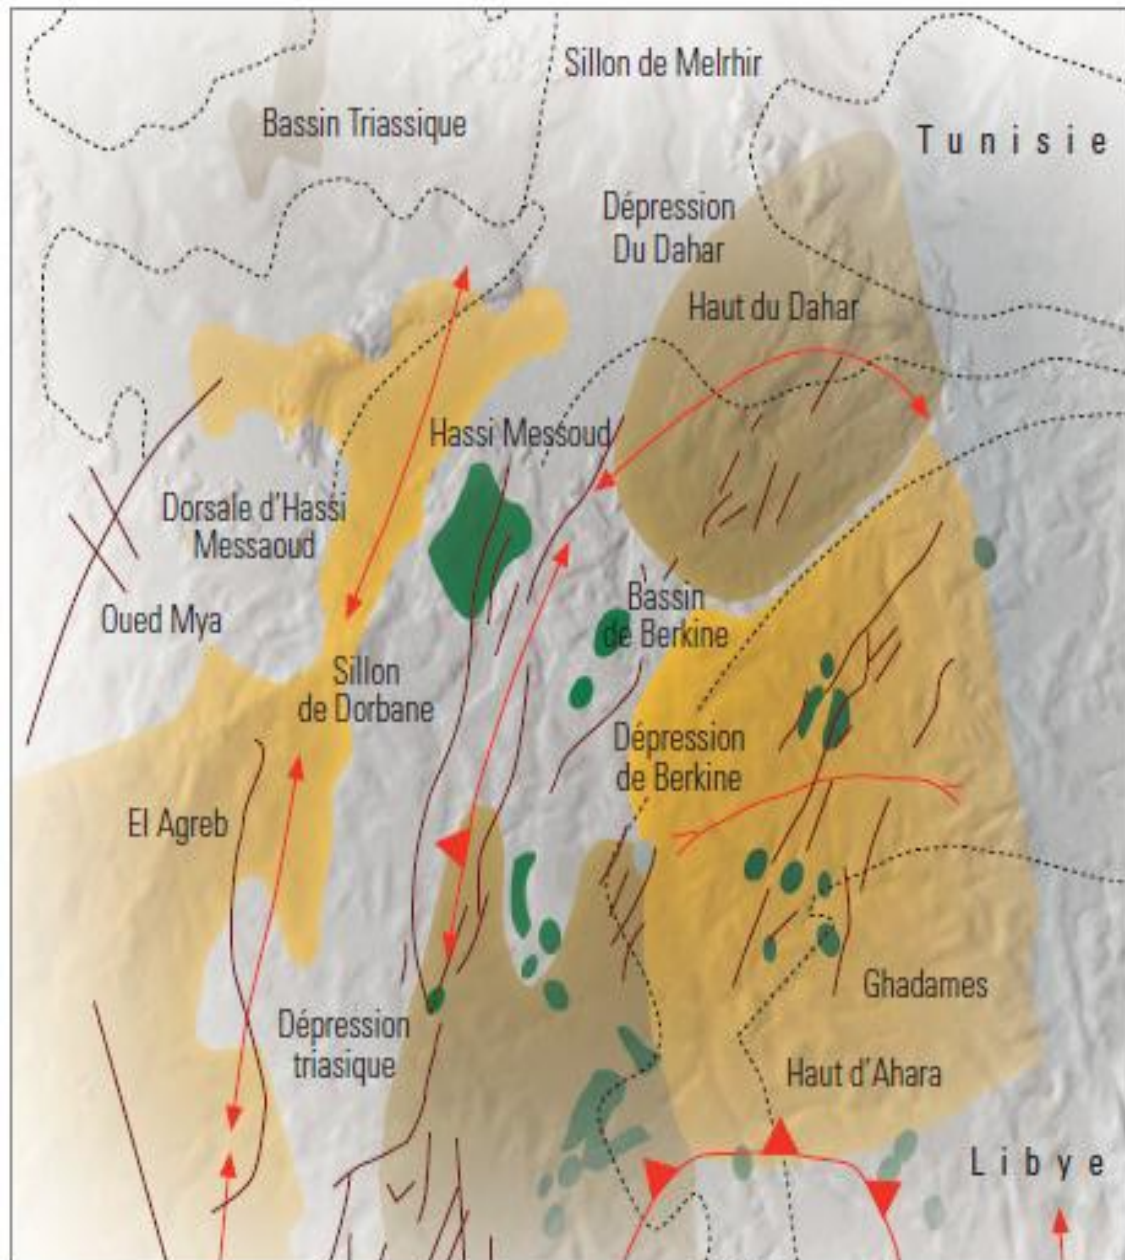 Sillon de Melrhir
Bassin Triassique
Tunisie
Dépression
Du Dahar
Haut du Dahar
Hassi Messoud
Dorsale d'Hassi
Messaoud
Oued Mya
Bassin
de Berkine
Sillon
de Dorbane
Dépression
de Berkine
El Agreb
Ghadames
Dépression
triasique
Haut d'Ahara
Libye